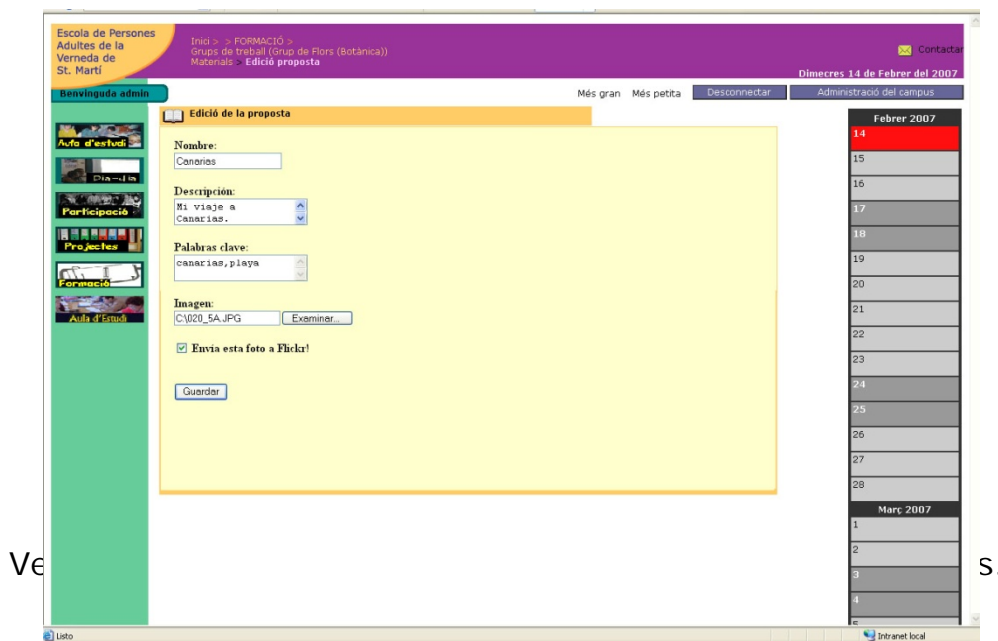 Escola de Persones
Adultes de la
Verneda de
St. Martí
Inici > > FORMACIÓ >
Grups de treball (Grup de Flors (Botànica))
Materials > Edició proposta
Contactar
Dimecres 14 de Febrer del 2007
Benvinguda admin
Més gran Més petita Desconnectar Administració del campus
Aula d'estudi
Dia-dia
Participació
Projectes
Formació
Aula d'Estudi
Edició de la proposta
Nombre:
Canarias
Descripción:
Mi viaje a
Canarias.
Palabras clave:
canarias,playa
Imagen:
C:\020_5A.JPG Examinar...
Envia esta foto a Flickr!
Guardar
Febrer 2007
14
15
16
17
18
19
20
21
22
23
24
25
26
27
28
Març 2007
1
2
3
4
Ve
s.
Listo
Intranet local